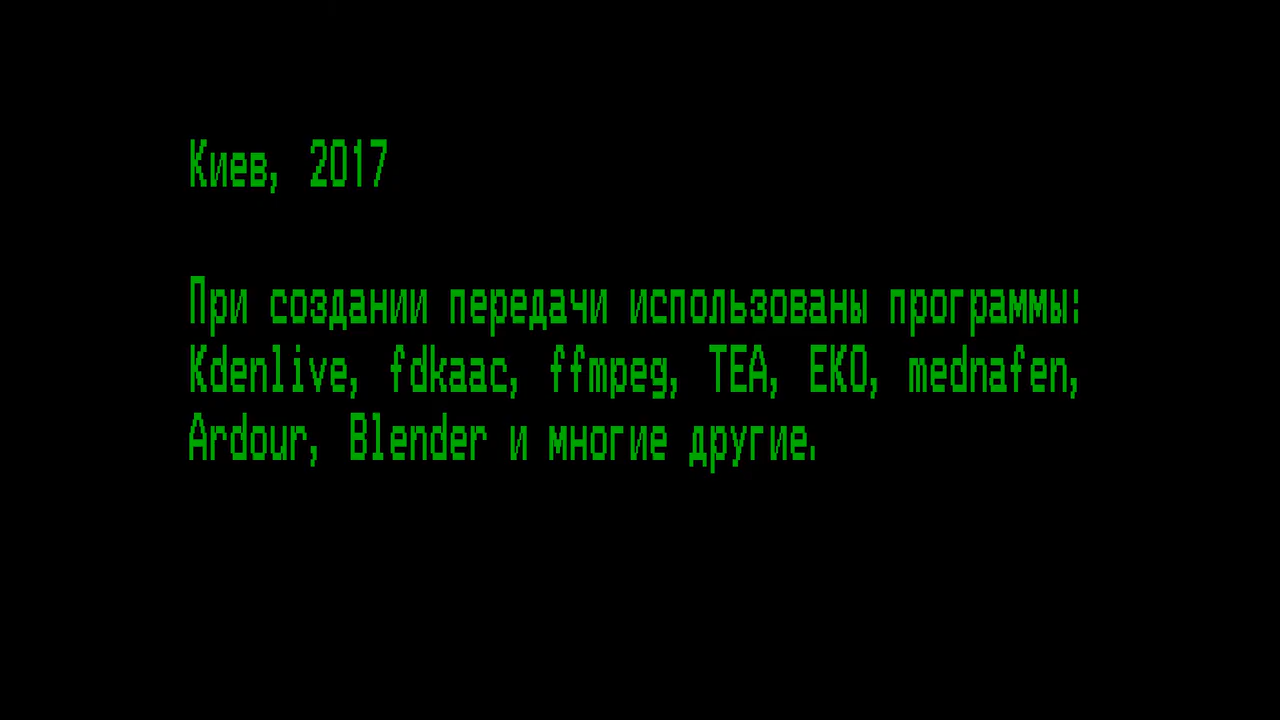 Киев, 2017
При создании передачи использованы программы:
Kdenlive, fdkaac, ffmpeg, TEA, EKO, mednafen,
Ardour, Blender и многие другие.